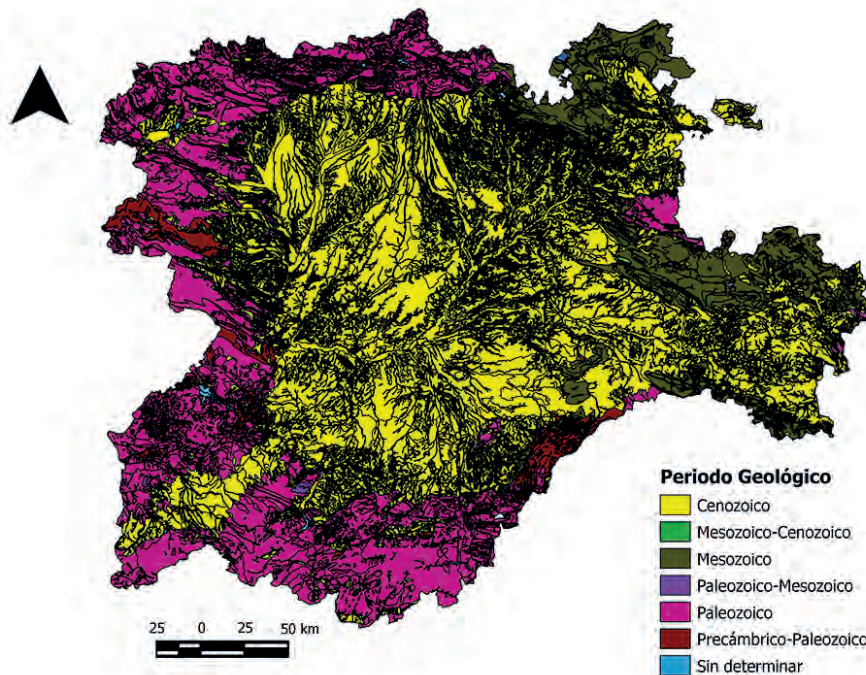 Periodo Geológico
Cenozoico
Mesozoico-Cenozoico
Mesozoico
Paleozoico-Mesozoico
Paleozoico
Precámbrico-Paleozoico
Sin determinar
25 0 25 50 km